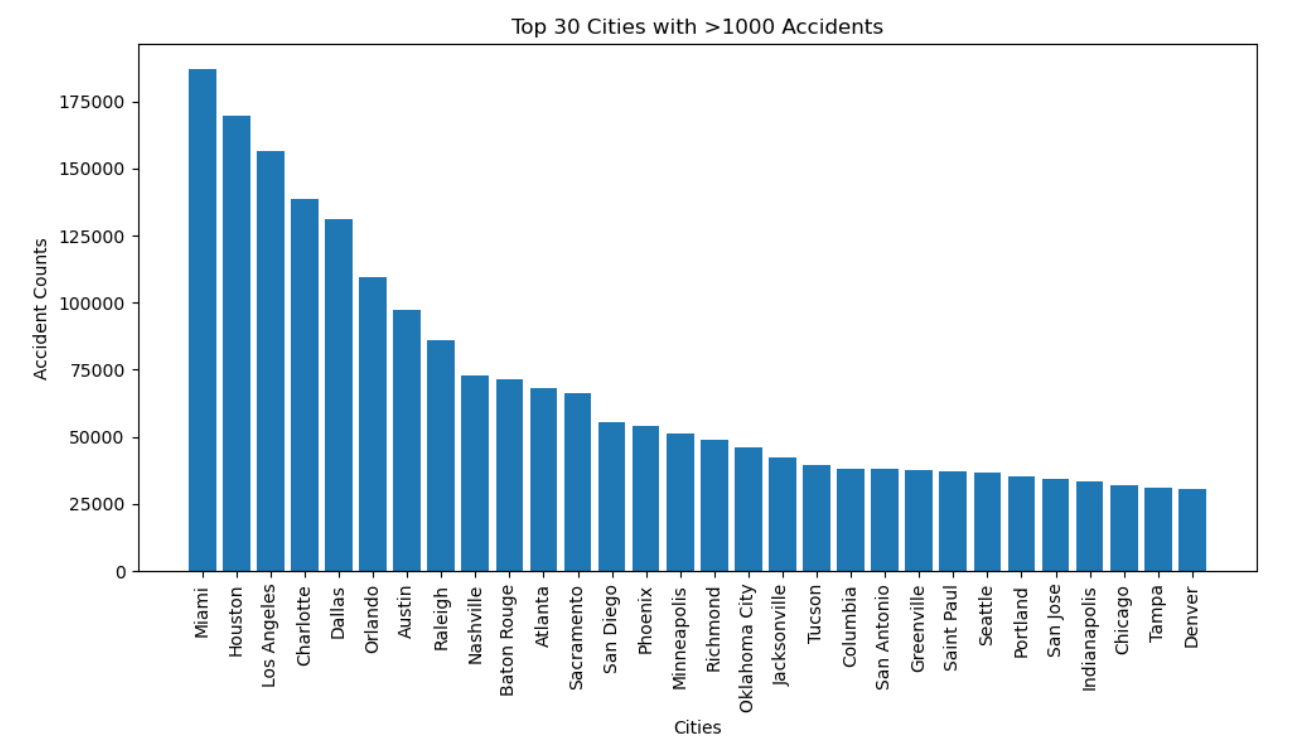 Top 30 Cities with >1000 Accidents
Accident Counts
175000
150000
125000
100000
75000
50000
25000
0
Miami
Houston
Los Angeles
Charlotte
Dallas
Orlando
Austin
Raleigh
Nashville
Baton Rouge
Atlanta
Sacramento
San Diego
Phoenix
Minneapolis
Richmond
Oklahoma City
Jacksonville
Tucson
Columbia
San Antonio
Greenville
Saint Paul
Seattle
Portland
San Jose
Indianapolis
Chicago
Tampa
Denver
Cities